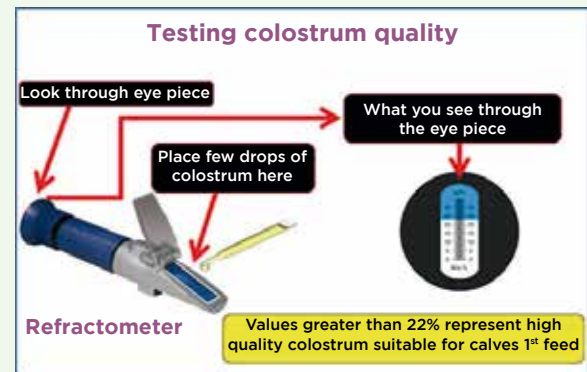 Testing colostrum quality
Look through eye piece
What you see through
the eye piece
Place few drops of
colostrum here
Refractometer
Values greater than 22% represent high
quality colostrum suitable for calves 1st feed